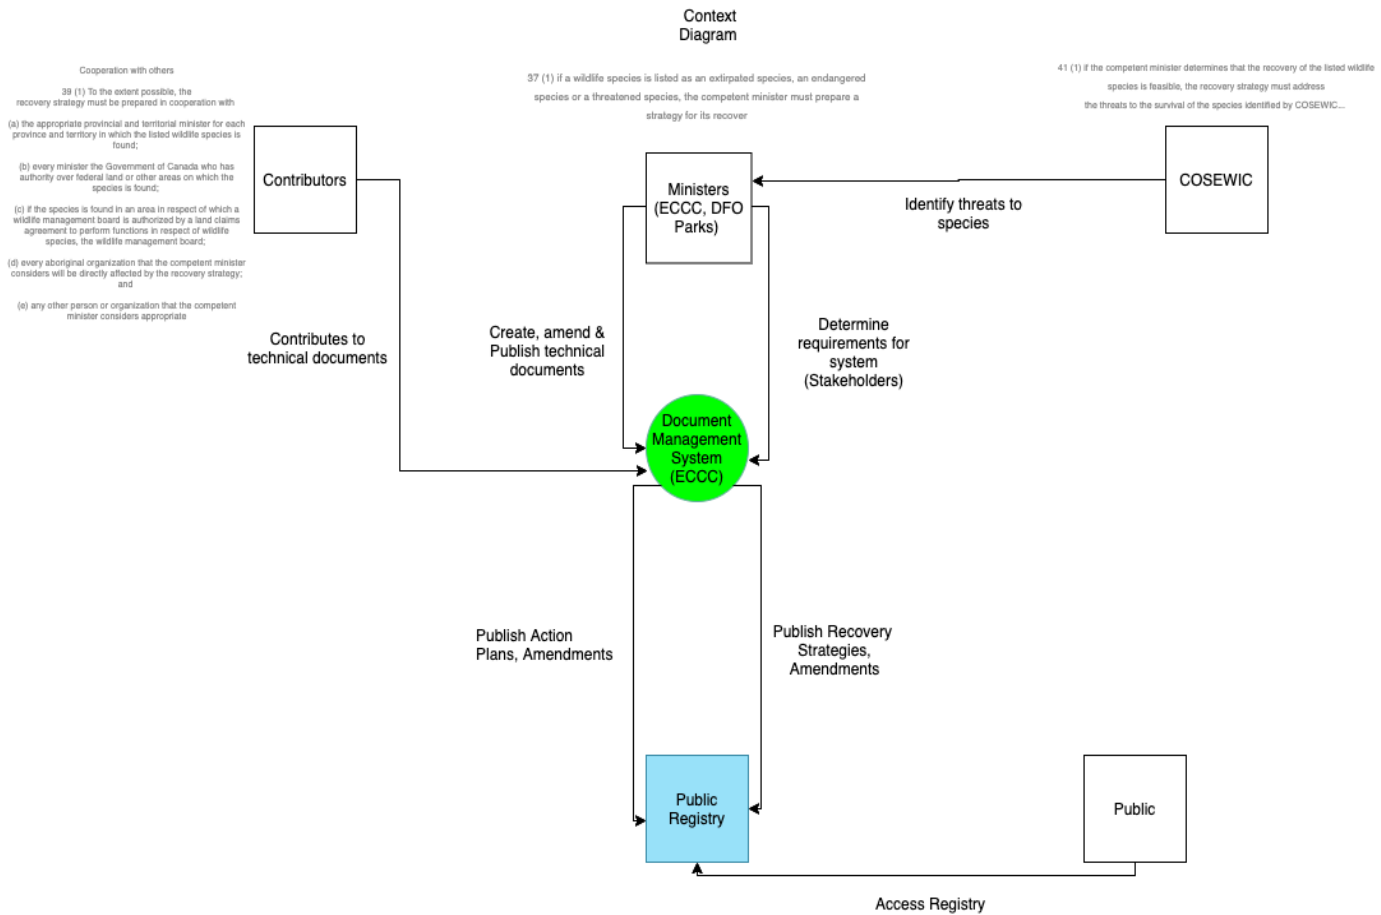 Context
Diagram
Cooperation with others
39 (1) To the extent possible, the
recovery strategy must be prepared in cooperation with
(a) the appropriate provincial and territorial minister for each
province and territory in which the listed wildlife species is
found;
(b) every minister the Government of Canada who has
authority over federal land or other areas on which the
species is found;
(c) if the species is found in an area in respect of which a
wildlife management board is authorized by a land claims
agreement to perform functions in respect of wildlife
species, the wildlife management board;
(d) every aboriginal organization that the competent minister
considers will be directly affected by the recovery strategy;
and
(e) any other person or organization that the competent
minister considers appropriate
37 (1) if a wildlife species is listed as an extirpated species, an endangered
species or a threatened species, the competent minister must prepare a
strategy for its recover
41 (1) if the competent minister determines that the recovery of the listed wildlife
species is feasible, the recovery strategy must address
the threats to the survival of the species identified by COSEWIC...
Contributors
Ministers
(ECCC, DFO
Parks)
COSEWIC
Identify threats to
species
Contributes to
technical documents
Create, amend &
Publish technical
documents
Determine
requirements for
system
(Stakeholders)
Document
Management
System
(ECCC)
Publish Action
Plans, Amendments
Publish Recovery
Strategies,
Amendments
Public
Registry
Public
Access Registry